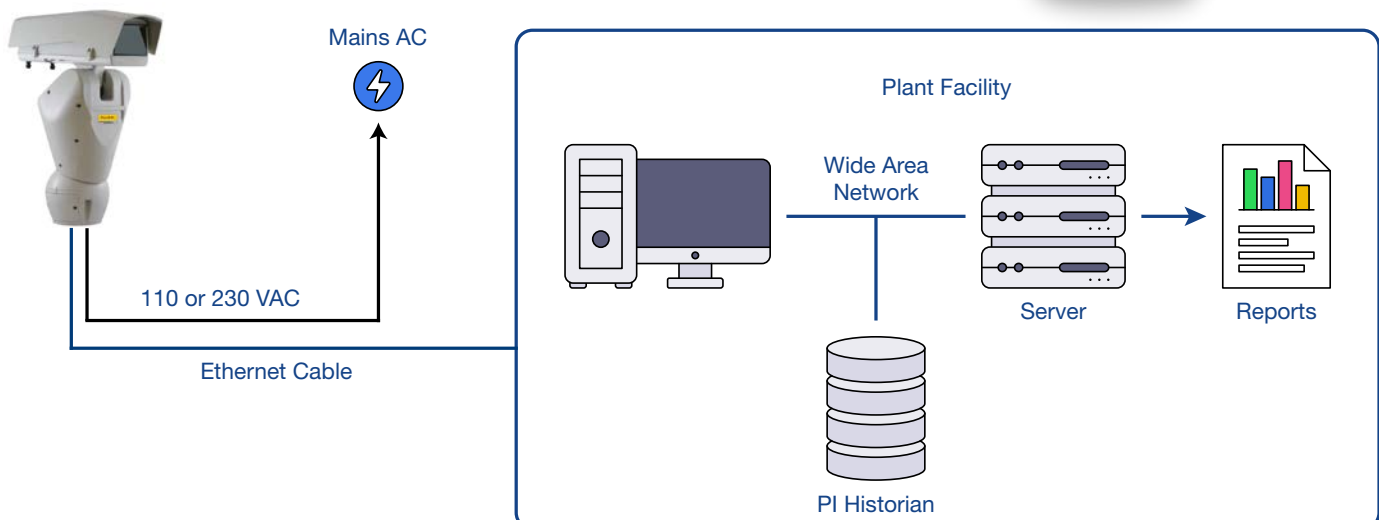 Mains AC
Plant Facility
Wide Area
Network
110 or 230 VAC
Server
Reports
Ethernet Cable
PI Historian